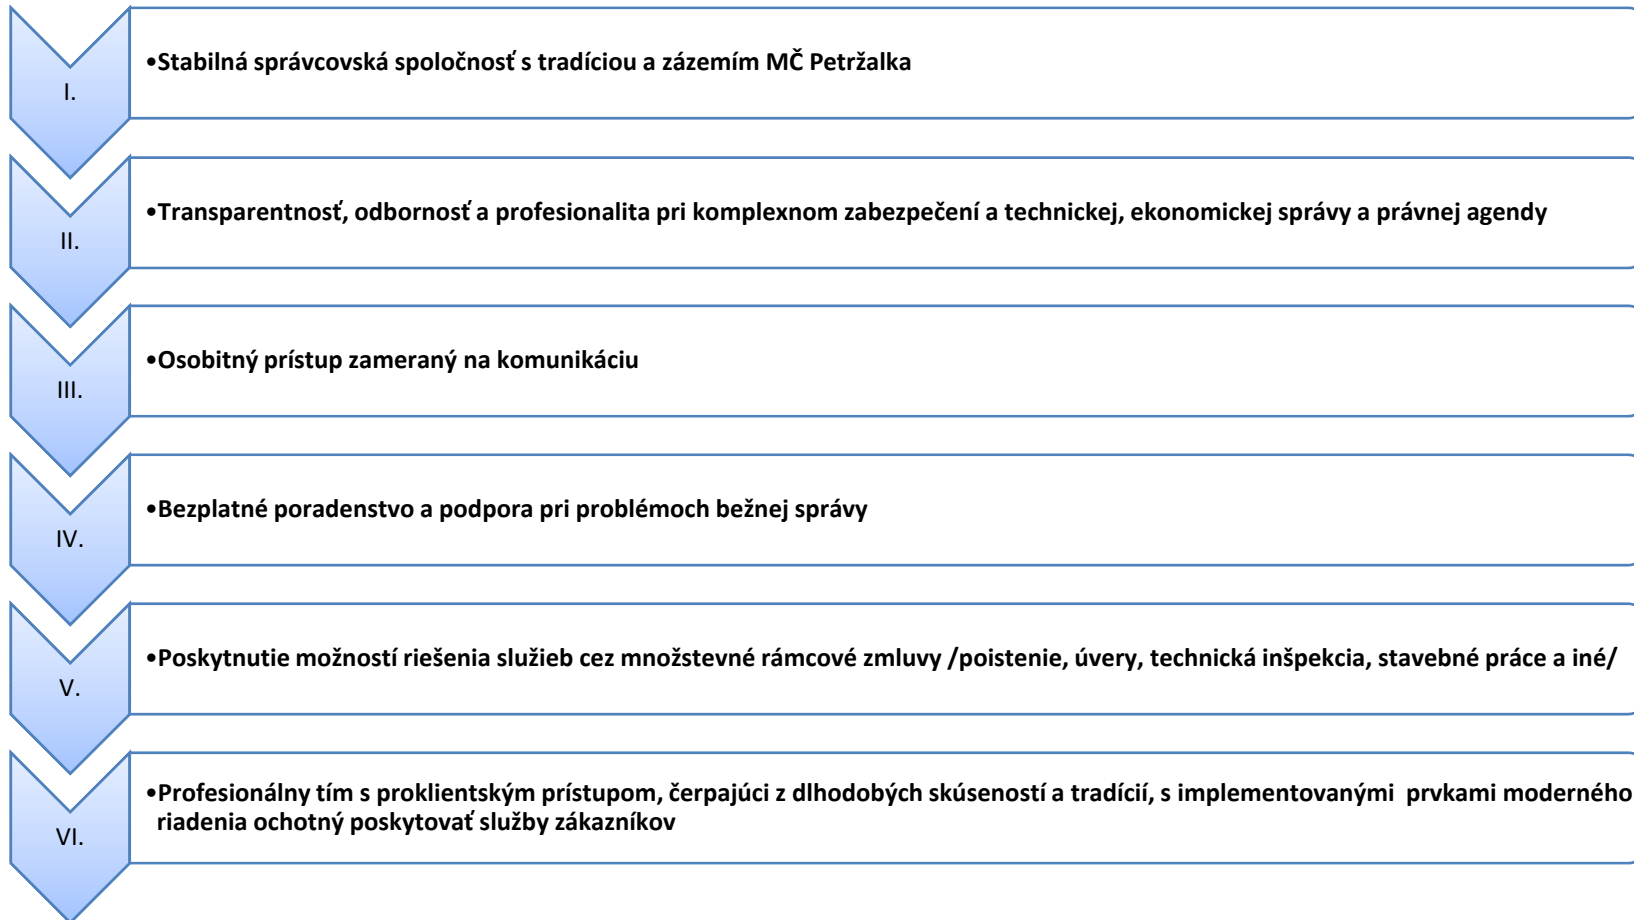 I.
•Stabilná správcovská spoločnosť s tradíciou a zázemím MČ Petržalka
II.
•Transparentnosť, odbornosť a profesionalita pri komplexnom zabezpečení a technickej, ekonomickej správy a právnej agendy
III.
•Osobitný prístup zameraný na komunikáciu
IV.
•Bezplatné poradenstvo a podpora pri problémoch bežnej správy
V.
•Poskytnutie možností riešenia služieb cez množstevné rámcové zmluvy /poistenie, úvery, technická inšpekcia, stavebné práce a iné/
VI.
•Profesionálny tím s proklientským prístupom, čerpajúci z dlhodobých skúseností a tradícií, s implementovanými  prvkami moderného
riadenia ochotný poskytovať služby zákazníkov